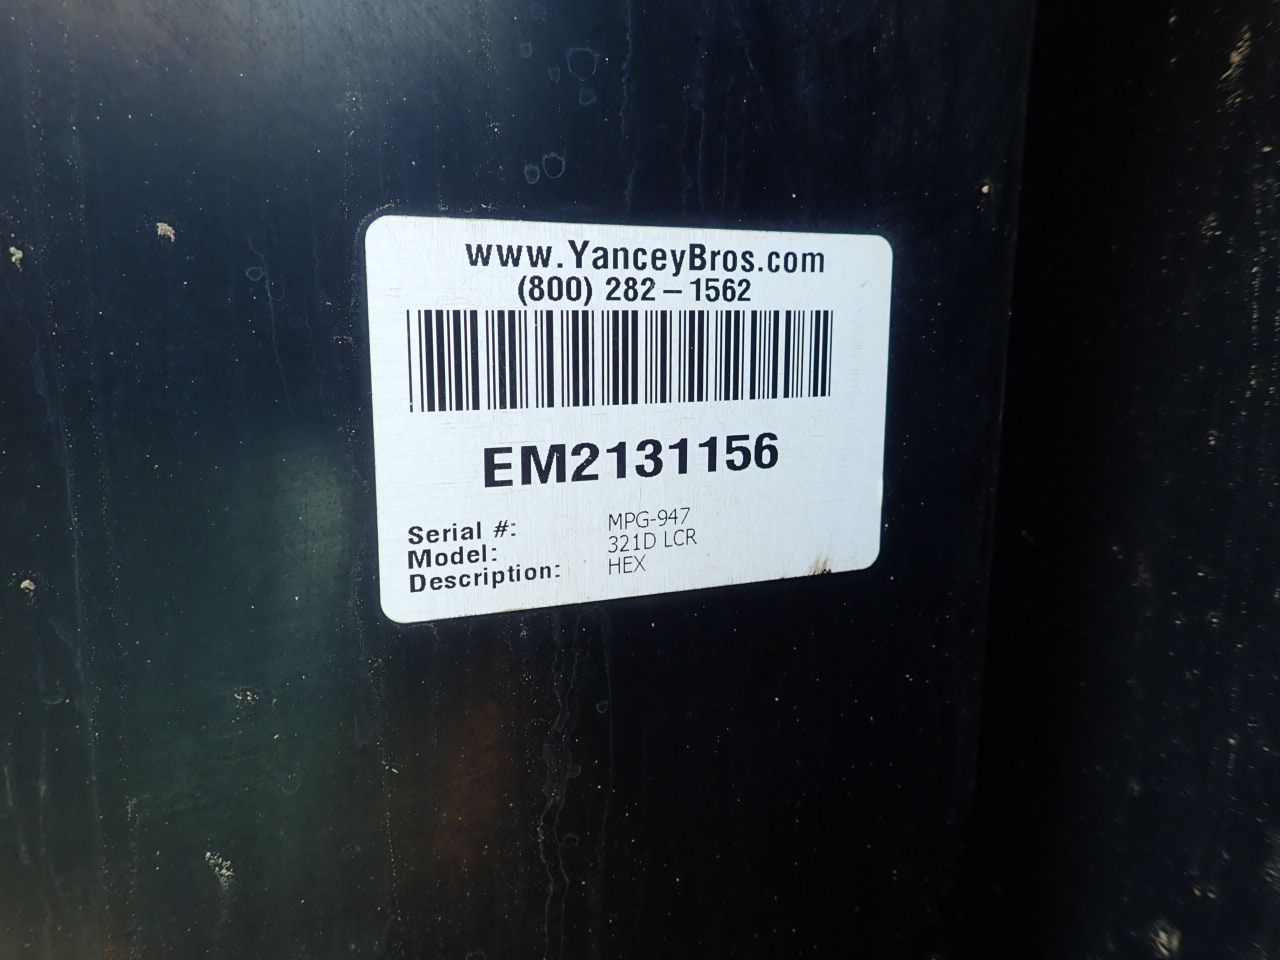 www.YanceyBros.com
(800) 282-1562
EM2131156
Serial #: MPG-947
Model: 321D LCR
Description: HEX